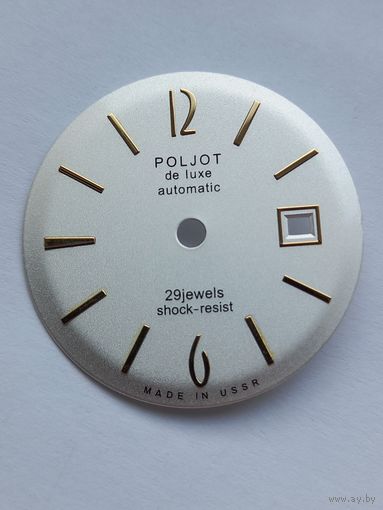 12
POLJOT
de luxe
automatic
29jewels
shock-resist
6
MADE IN USSR
www.ay.by